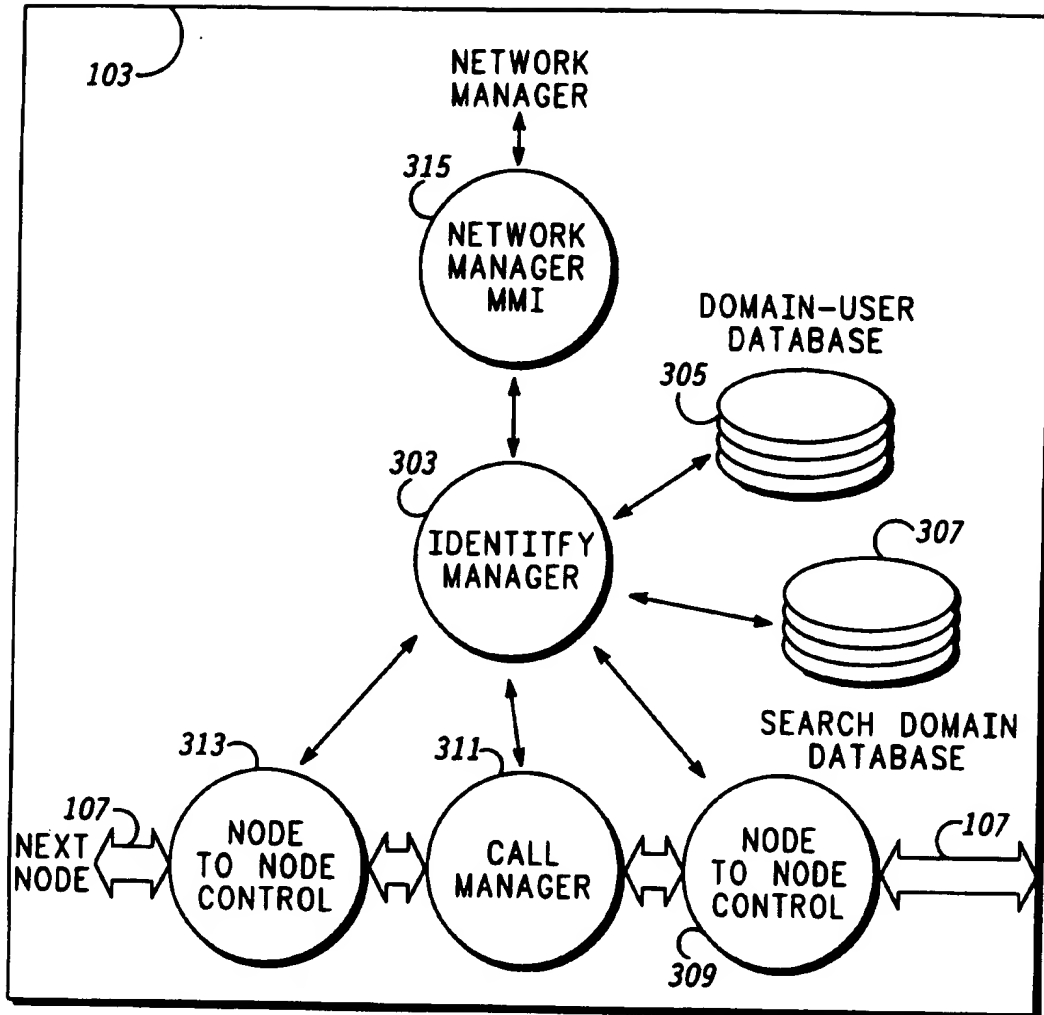 103
NETWORK
MANAGER
315
NETWORK
MANAGER
MMI
DOMAIN-USER
DATABASE
305
303
IDENTITFY
MANAGER
307
SEARCH DOMAIN
DATABASE
313
311
107
107
NEXT
NODE
NODE
TO NODE
CONTROL
CALL
MANAGER
NODE
TO NODE
CONTROL
309